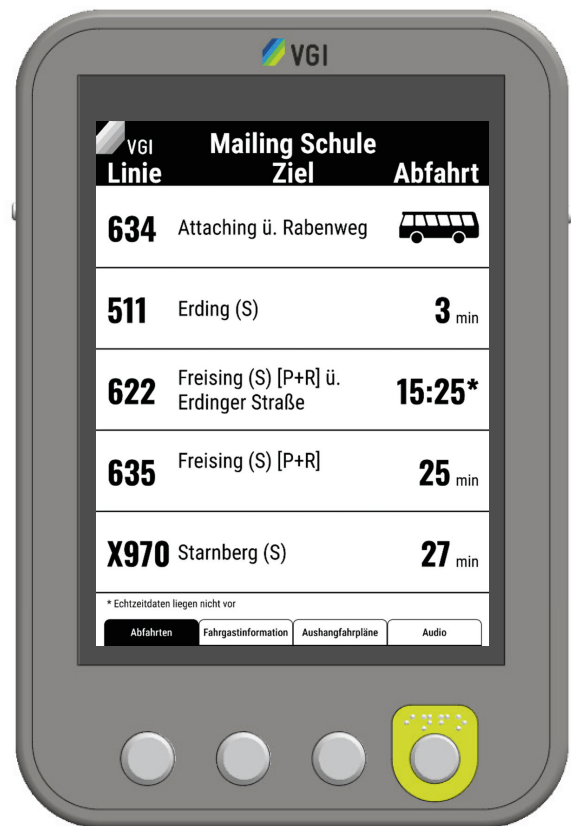 VGI
VGI Mailing Schule
Linie Ziel Abfahrt
634 Attaching ü. Rabenweg
511 Erding (S) 3 min
622 Freising (S) [P+R] ü. Erdinger Straße 15:25*
635 Freising (S) [P+R] 25 min
X970 Starnberg (S) 27 min
* Echtzeitdaten liegen nicht vor
Abfahrten Fahrgastinformation Aushangfahrpläne Audio